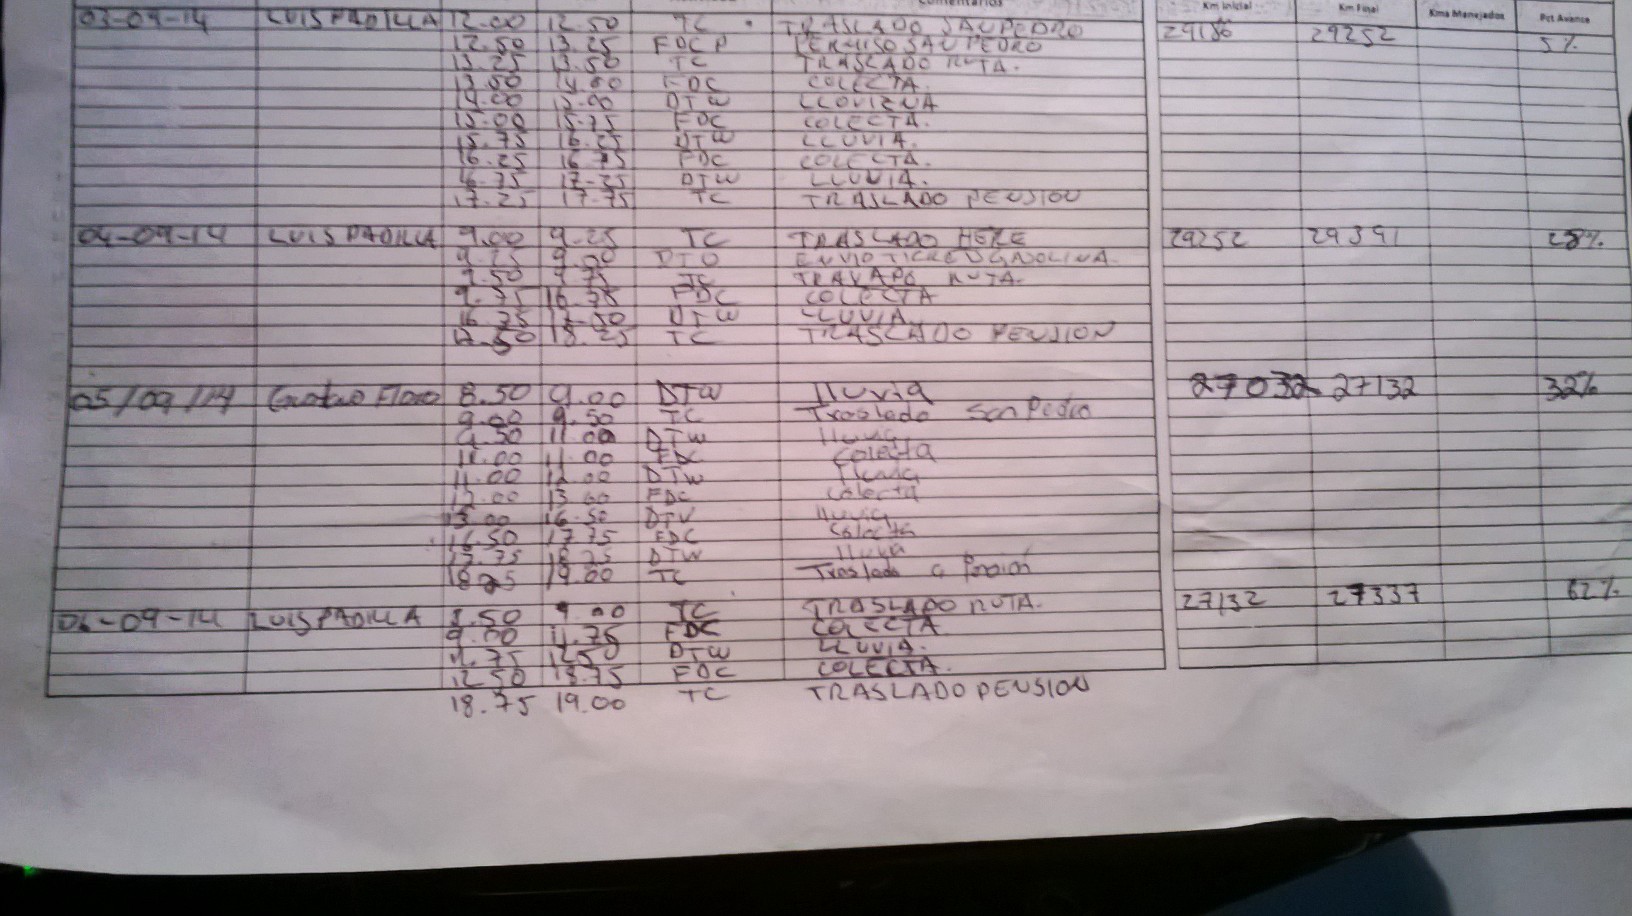 Comentarios Km Inicial Km Final Kms Manejados Pct Avance
03-09-14 LUIS PADILLA 12.00 12.50 TC TRASLADO SAN PEDRO 29186 29252 5%
12.50 13.25 FDCP PERMISO SAN PEDRO
13.25 13.50 TC TRASLADO RUTA.
13.50 14.00 FDC COLECTA.
14.00 15.00 DTW LLOVIZNA
15.00 15.75 FDC COLECTA.
15.75 16.25 DTW LLUVIA.
16.25 16.75 FDC COLECTA.
16.75 17.25 DTW LLUVIA.
17.25 17.75 TC TRASLADO PENSION
04-09-14 LUIS PADILLA 9.00 9.25 TC TRASLADO HERE 29252 29391 28%
9.25 9.50 DTO ENVIO
9.50 9.75 TC RUTA.
9.75 16.75 FDC COLECTA
16.75 17.50 DTW LLUVIA.
17.50 18.25 TC TRASLADO PENSION
05/09/14 8.50 9.00 DTW lluvia 27032 27132 32%
9.00 9.50 TC Traslado San Pedro
9.50 11.00 DTW lluvia
11.00 11.00 FDC Colecta
11.00 12.00 DTW
12.00 13.00 FDC Colecta
13.00 16.50 DTW lluvia
16.50 17.75 FDC Colecta
17.75 18.25 DTW lluvia
18.25 19.00 TC Traslado a Pensión
06-09-14 LUIS PADILLA 8.50 9.00 TC TRASLADO RUTA. 27132 27337 62%
9.00 11.75 FDC COLECTA
11.75 12.50 DTW LLUVIA.
12.50 18.75 FDC COLECTA.
18.75 19.00 TC TRASLADO PENSION